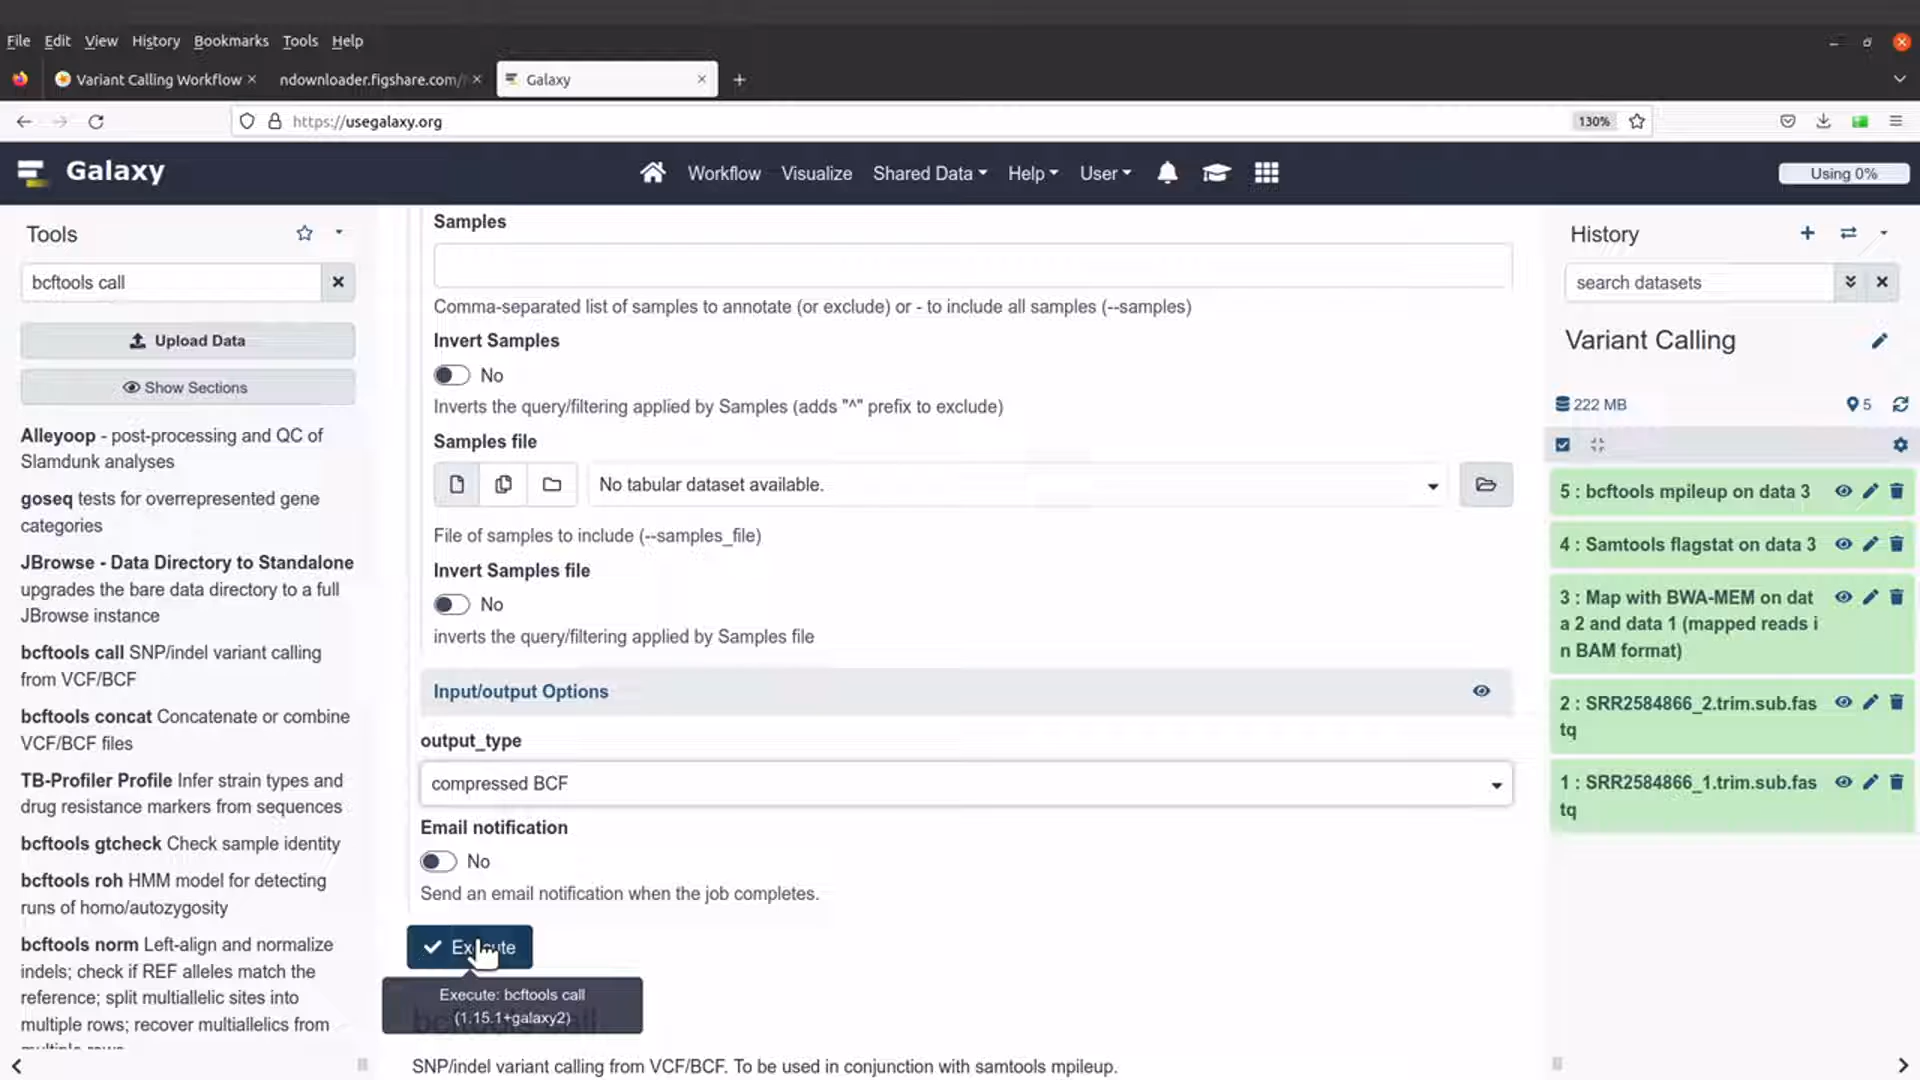 File Edit View History Bookmarks Tools Help
Variant Calling Workflow
ndownloader.figshare.com/
Galaxy
https://usegalaxy.org
130%
Galaxy
Workflow Visualize Shared Data Help User
Using 0%
Tools
bcftools call
Upload Data
Show Sections
Alleyoop - post-processing and QC of
Slamdunk analyses
goseq tests for overrepresented gene
categories
JBrowse - Data Directory to Standalone
upgrades the bare data directory to a full
JBrowse instance
bcftools call SNP/indel variant calling
from VCF/BCF
bcftools concat Concatenate or combine
VCF/BCF files
TB-Profiler Profile Infer strain types and
drug resistance markers from sequences
bcftools gtcheck Check sample identity
bcftools roh HMM model for detecting
runs of homo/autozygosity
bcftools norm Left-align and normalize
indels; check if REF alleles match the
reference; split multiallelic sites into
multiple rows; recover multiallelics from
Samples
Comma-separated list of samples to annotate (or exclude) or - to include all samples (--samples)
Invert Samples
No
Inverts the query/filtering applied by Samples (adds "^" prefix to exclude)
Samples file
No tabular dataset available.
File of samples to include (--samples_file)
Invert Samples file
No
inverts the query/filtering applied by Samples file
Input/output Options
output_type
compressed BCF
Email notification
No
Send an email notification when the job completes.
Execute
Execute: bcftools call
(1.15.1+galaxy2)
SNP/indel variant calling from VCF/BCF. To be used in conjunction with samtools mpileup.
History
search datasets
Variant Calling
222 MB
5
5 : bcftools mpileup on data 3
4 : Samtools flagstat on data 3
3 : Map with BWA-MEM on dat
a 2 and data 1 (mapped reads i
n BAM format)
2 : SRR2584866_2.trim.sub.fas
tq
1 : SRR2584866_1.trim.sub.fas
tq